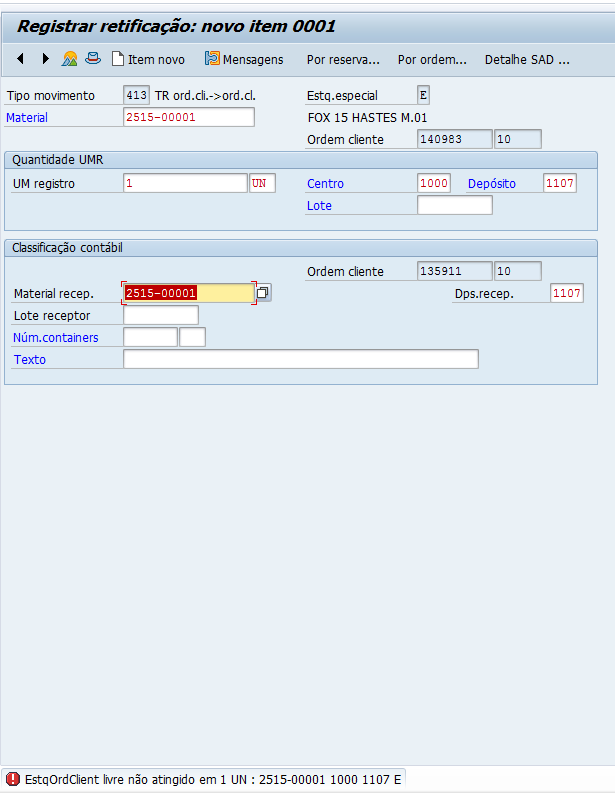 Registrar retificação: novo item 0001
Item novo Mensagens Por reserva... Por ordem... Detalhe SAD ...
Tipo movimento 413 TR ord.cli.->ord.cl. Estq.especial E
Material 2515-00001 FOX 15 HASTES M.01
Ordem cliente 140983 10
Quantidade UMR
UM registro 1 UN Centro 1000 Depósito 1107
Lote
Classificação contábil
Ordem cliente 135911 10
Material recep. 2515-00001 Dps.recep. 1107
Lote receptor
Núm.containers
Texto
EstqOrdClient livre não atingido em 1 UN : 2515-00001 1000 1107 E